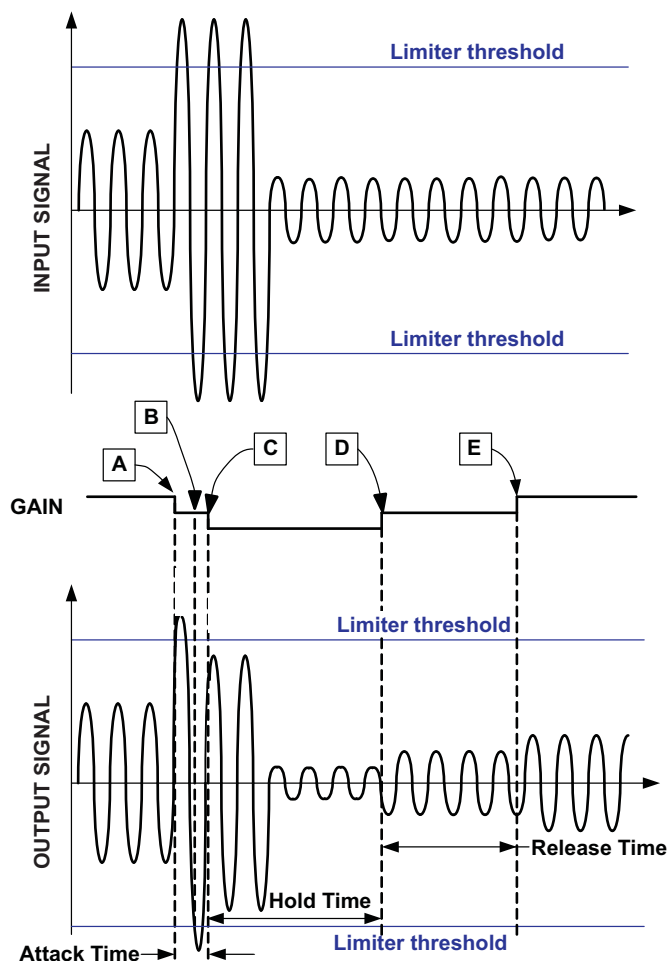 Limiter threshold
INPUT SIGNAL
Limiter threshold
B
A
C
D
E
GAIN
Limiter threshold
OUTPUT SIGNAL
Release Time
Hold Time
Attack Time
Limiter threshold